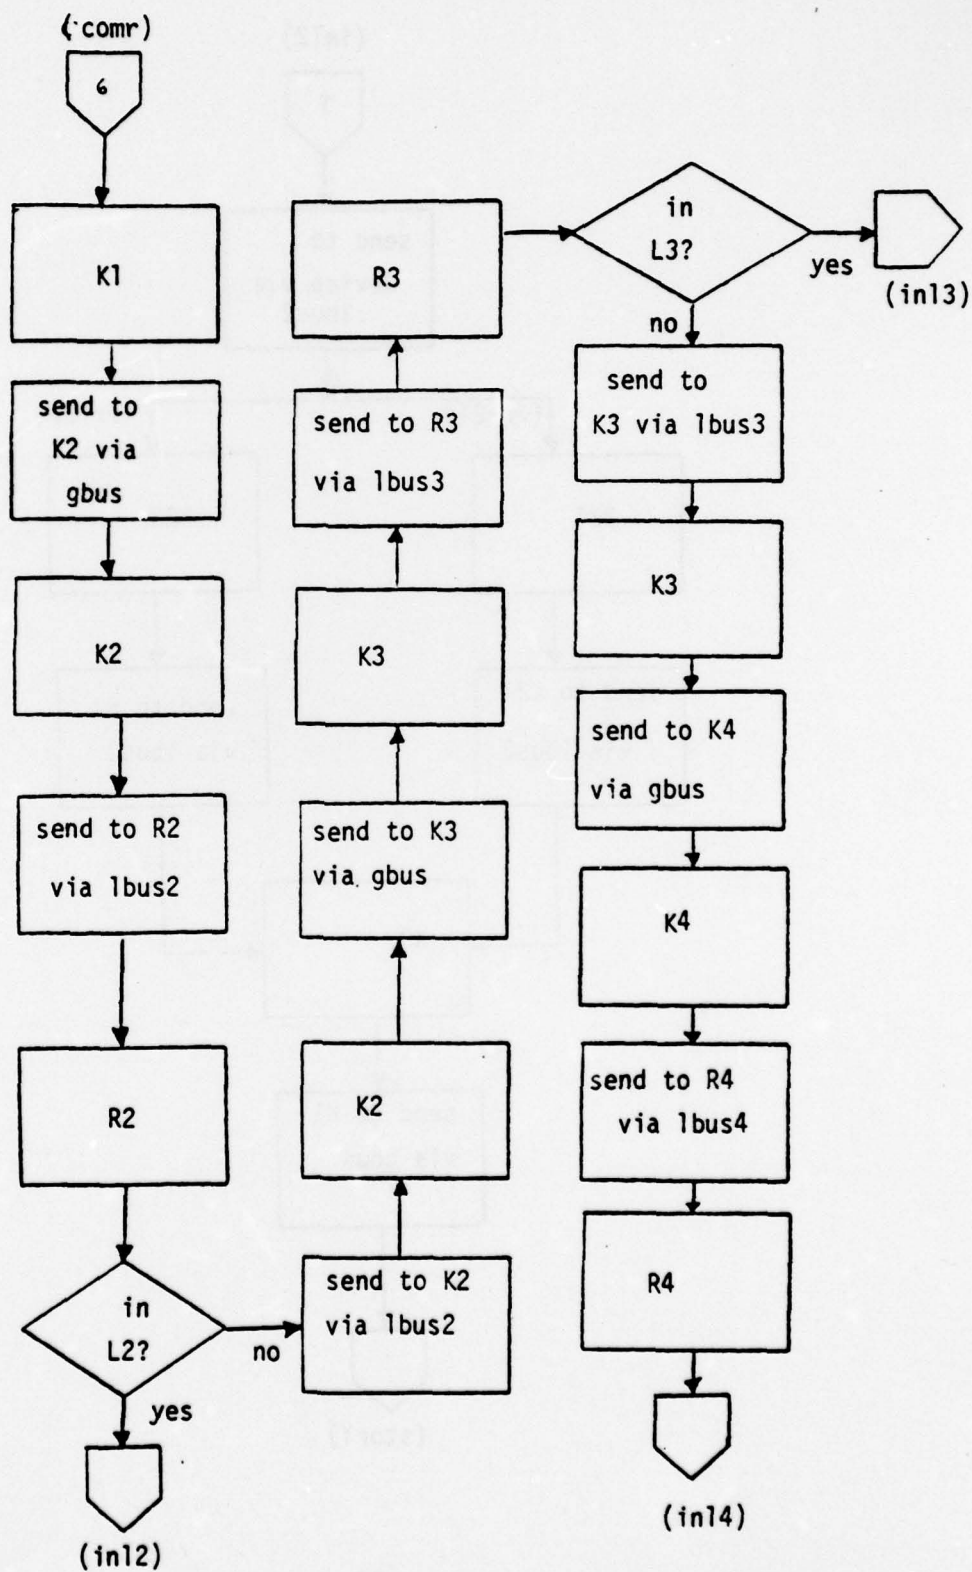 (comr)
6
K1
send to
K2 via
gbus
K2
send to R2
via lbus2
R2
in
L2?
no
yes
(inl2)
send to K2
via lbus2
K2
send to K3
via gbus
K3
send to R3
via lbus3
R3
in
L3?
yes
(inl3)
no
send to
K3 via lbus3
K3
send to K4
via gbus
K4
send to R4
via lbus4
R4
(inl4)